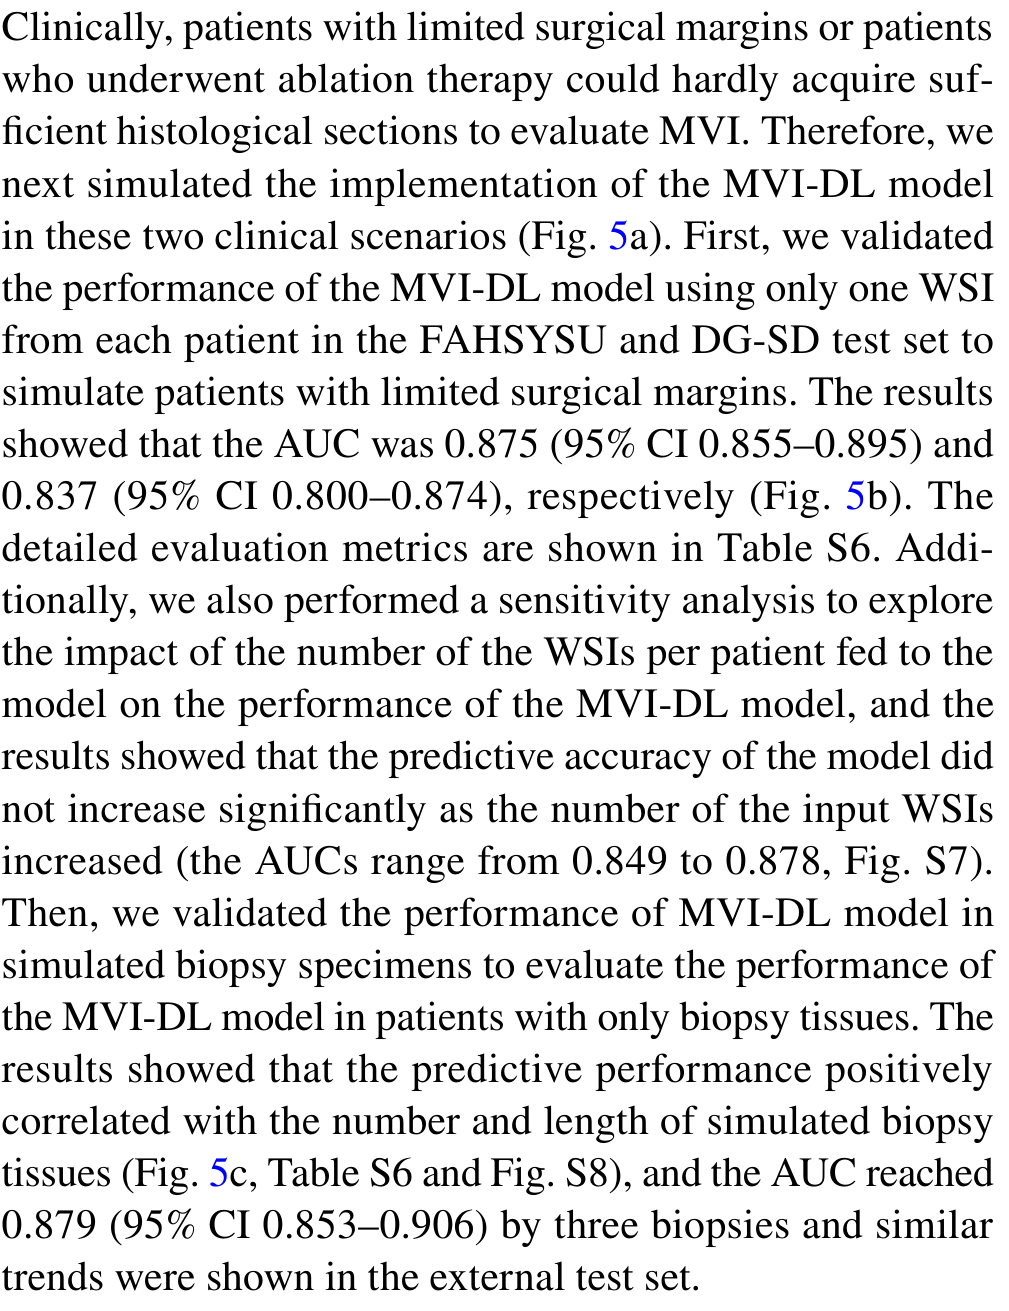 Clinically, patients with limited surgical margins or patients
who underwent ablation therapy could hardly acquire suf-
ficient histological sections to evaluate MVI. Therefore, we
next simulated the implementation of the MVI-DL model
in these two clinical scenarios (Fig. 5a). First, we validated
the performance of the MVI-DL model using only one WSI
from each patient in the FAHSYSU and DG-SD test set to
simulate patients with limited surgical margins. The results
showed that the AUC was 0.875 (95% CI 0.855–0.895) and
0.837 (95% CI 0.800–0.874), respectively (Fig. 5b). The
detailed evaluation metrics are shown in Table S6. Addi-
tionally, we also performed a sensitivity analysis to explore
the impact of the number of the WSIs per patient fed to the
model on the performance of the MVI-DL model, and the
results showed that the predictive accuracy of the model did
not increase significantly as the number of the input WSIs
increased (the AUCs range from 0.849 to 0.878, Fig. S7).
Then, we validated the performance of MVI-DL model in
simulated biopsy specimens to evaluate the performance of
the MVI-DL model in patients with only biopsy tissues. The
results showed that the predictive performance positively
correlated with the number and length of simulated biopsy
tissues (Fig. 5c, Table S6 and Fig. S8), and the AUC reached
0.879 (95% CI 0.853–0.906) by three biopsies and similar
trends were shown in the external test set.